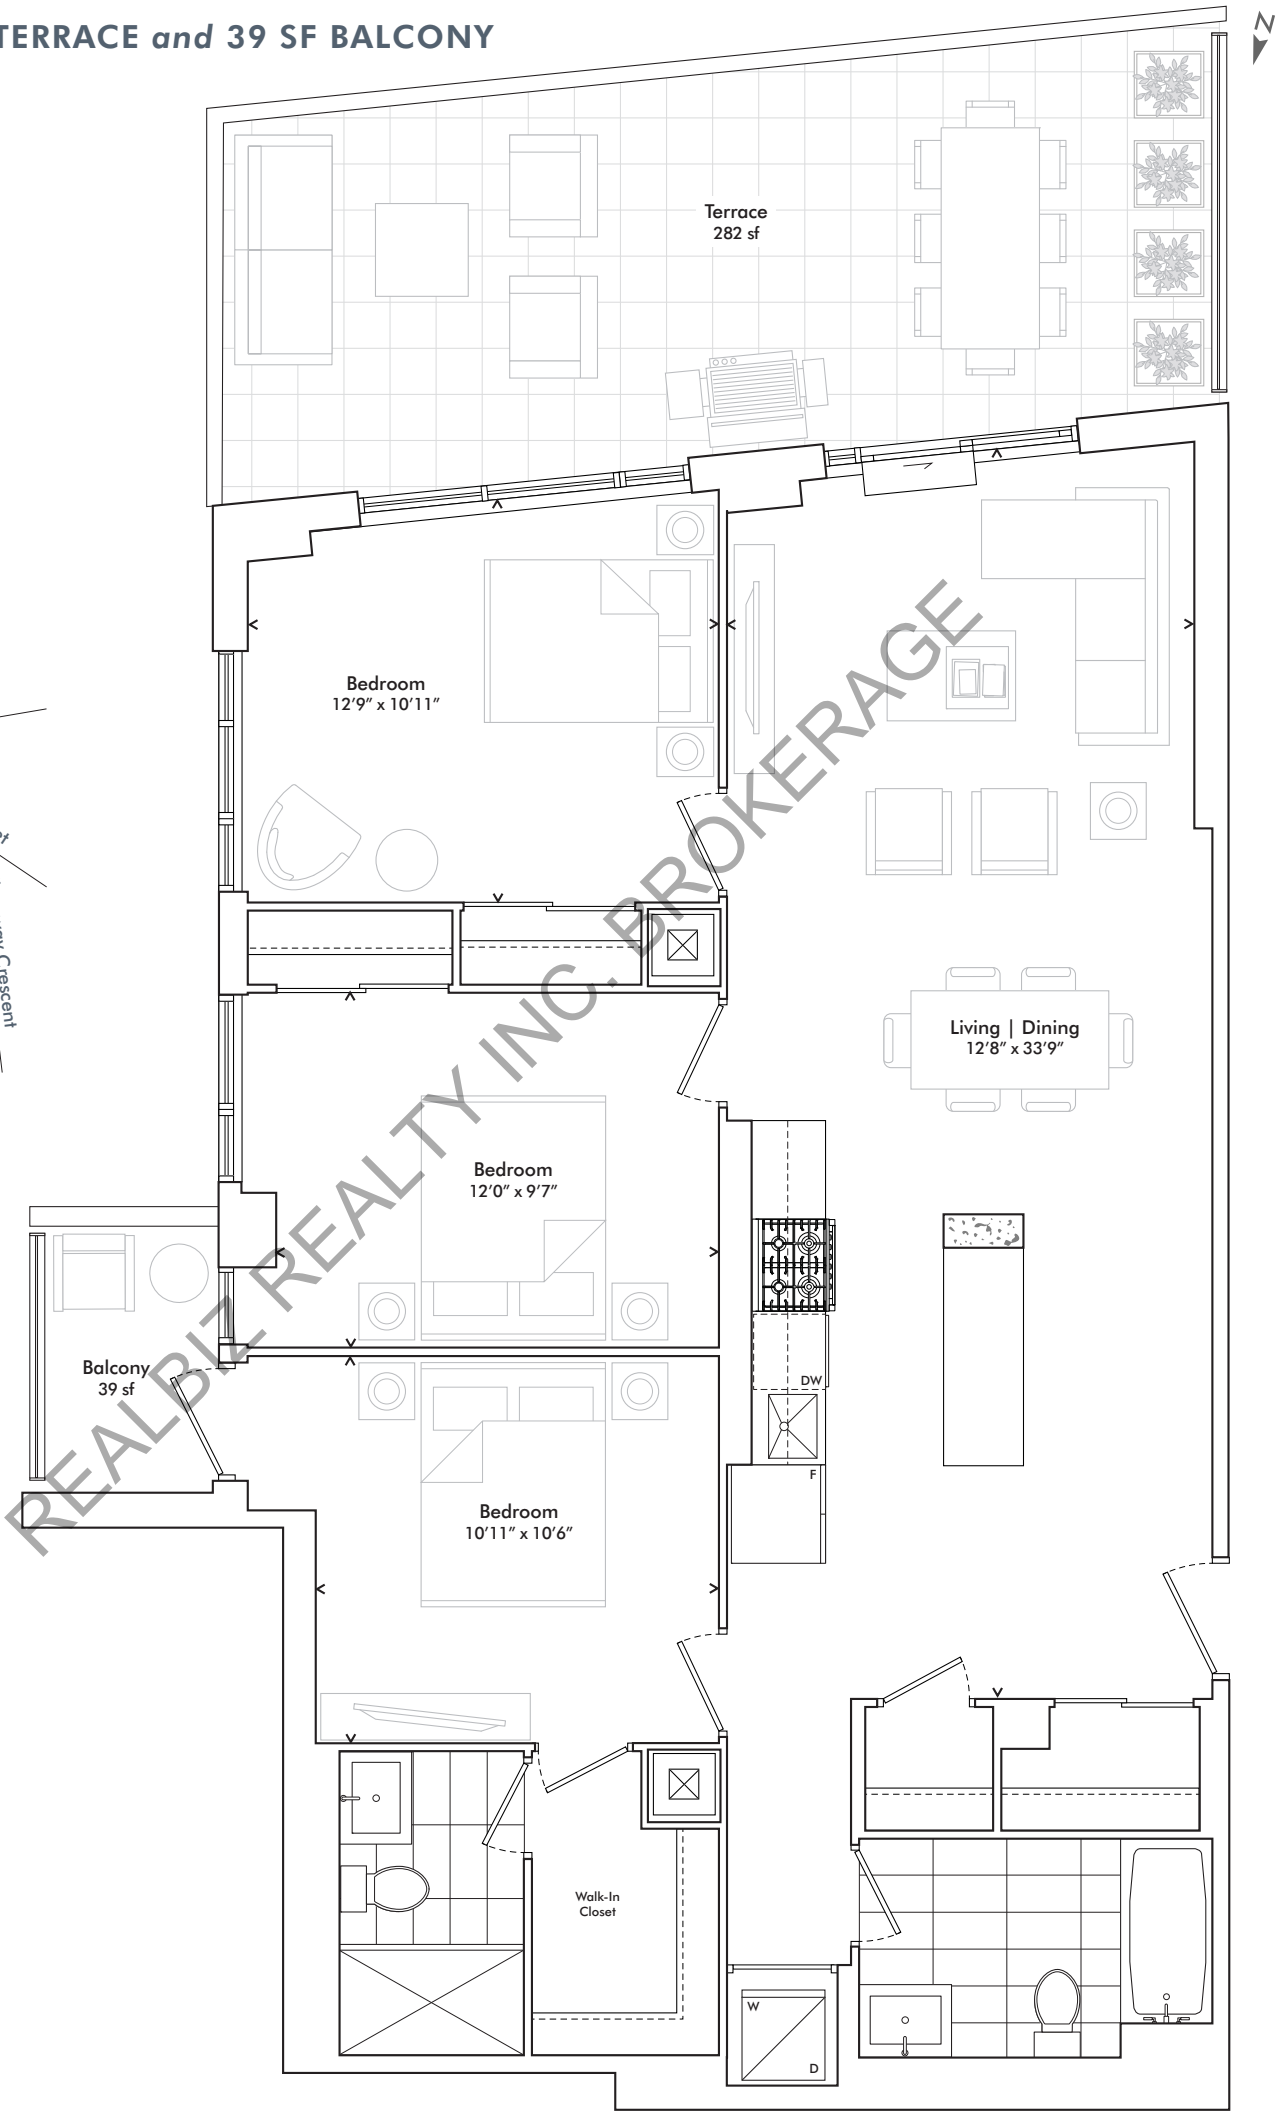 TERRACE and 39 SF BALCONY
N
Terrace
282 sf
Bedroom
12'9" x 10'11"
Crescent
Living | Dining
12'8" x 33'9"
Bedroom
12'0" x 9'7"
Balcony
39 sf
DW
F
Bedroom
10'11" x 10'6"
Walk-In
Closet
W
D
REALBIZ REALTY INC. BROKERAGE